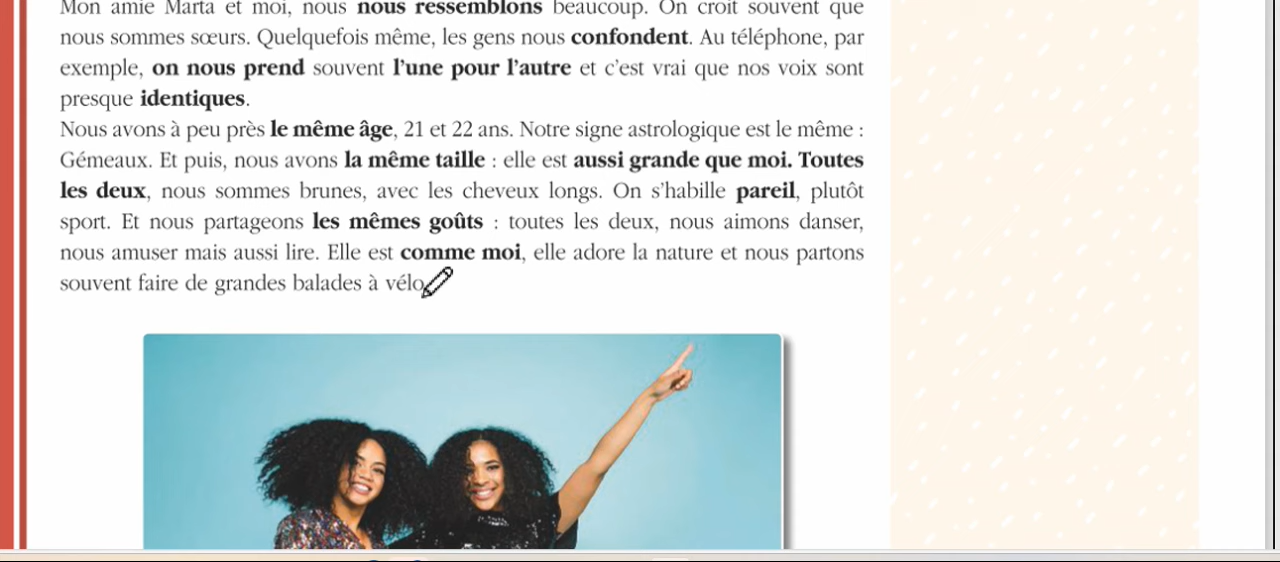 Mon amie Marta et moi, nous nous ressemblons beaucoup. On croit souvent que
nous sommes sœurs. Quelquefois même, les gens nous confondent. Au téléphone, par
exemple, on nous prend souvent l'une pour l'autre et c'est vrai que nos voix sont
presque identiques.
Nous avons à peu près le même âge, 21 et 22 ans. Notre signe astrologique est le même :
Gémeaux. Et puis, nous avons la même taille : elle est aussi grande que moi. Toutes
les deux, nous sommes brunes, avec les cheveux longs. On s'habille pareil, plutôt
sport. Et nous partageons les mêmes goûts : toutes les deux, nous aimons danser,
nous amuser mais aussi lire. Elle est comme moi, elle adore la nature et nous partons
souvent faire de grandes balades à vélo